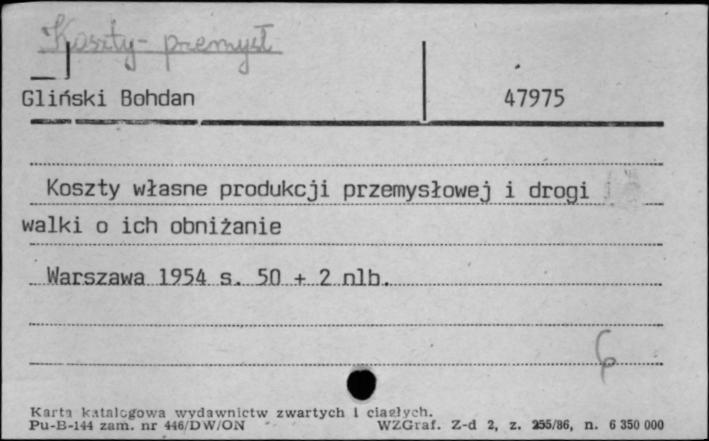 Koszty - przemysł
Gliński Bohdan 47975
Koszty własne produkcji przemysłowej i drogi
walki o ich obniżanie
Warszawa 1954 s. 50 + 2 nlb.
6
Karta katalogowa wydawnictw zwartych i ciągłych.
Pu-B-144 zam. nr 446/DW/ON WZGraf. Z-d 2, z. 255/86, n. 6 350 000